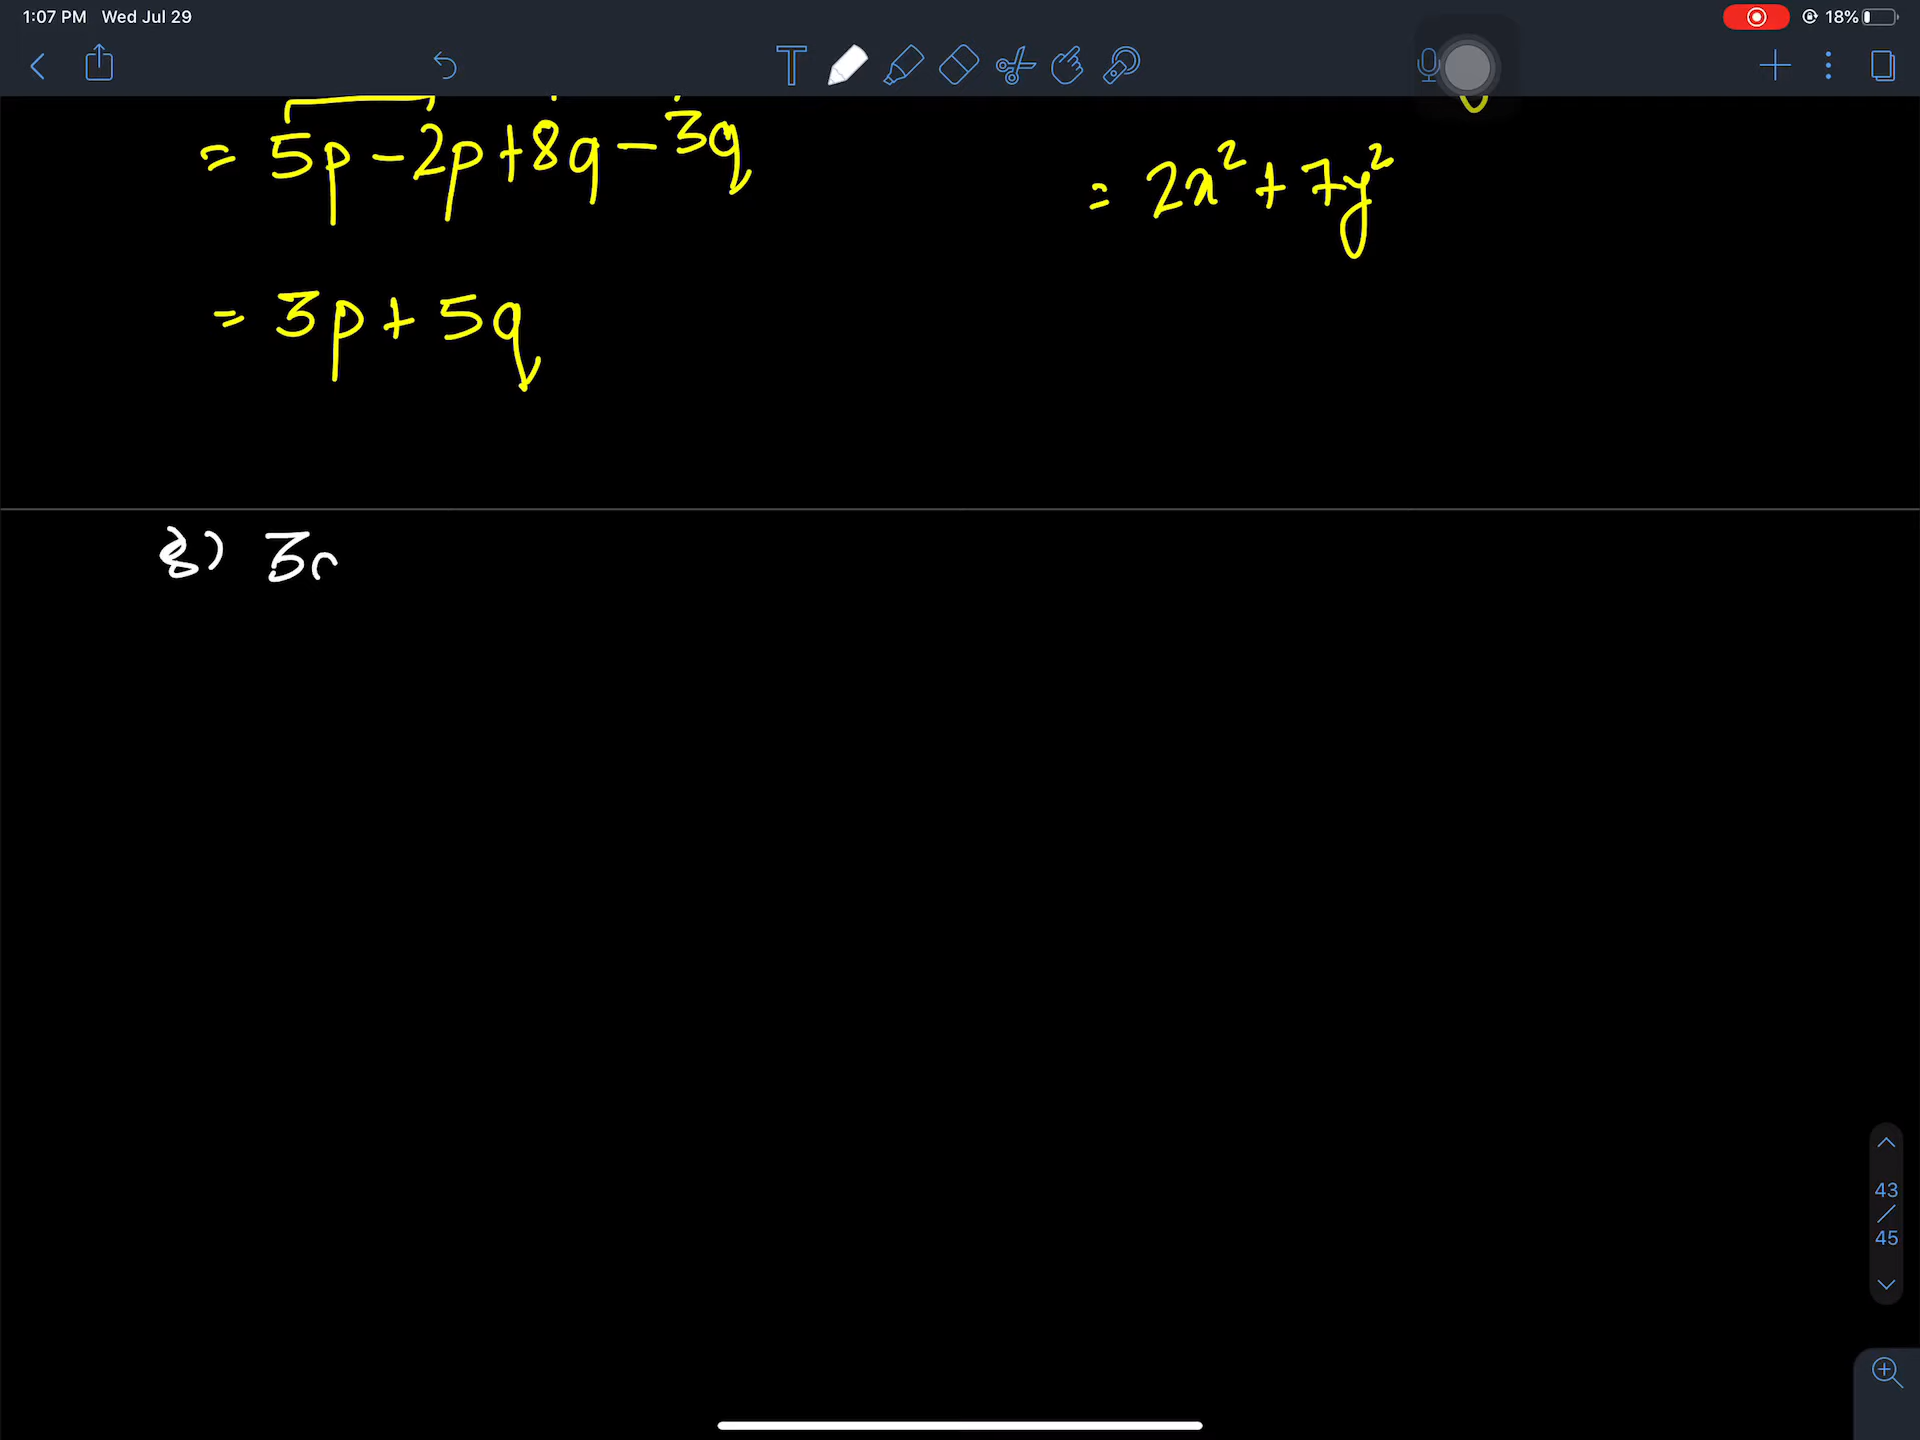 1:07 PM Wed Jul 29
18%
= 5p - 2p + 8q - 3q
= 3p + 5q
= 2x² + 7y²
8) 3
43
/
45